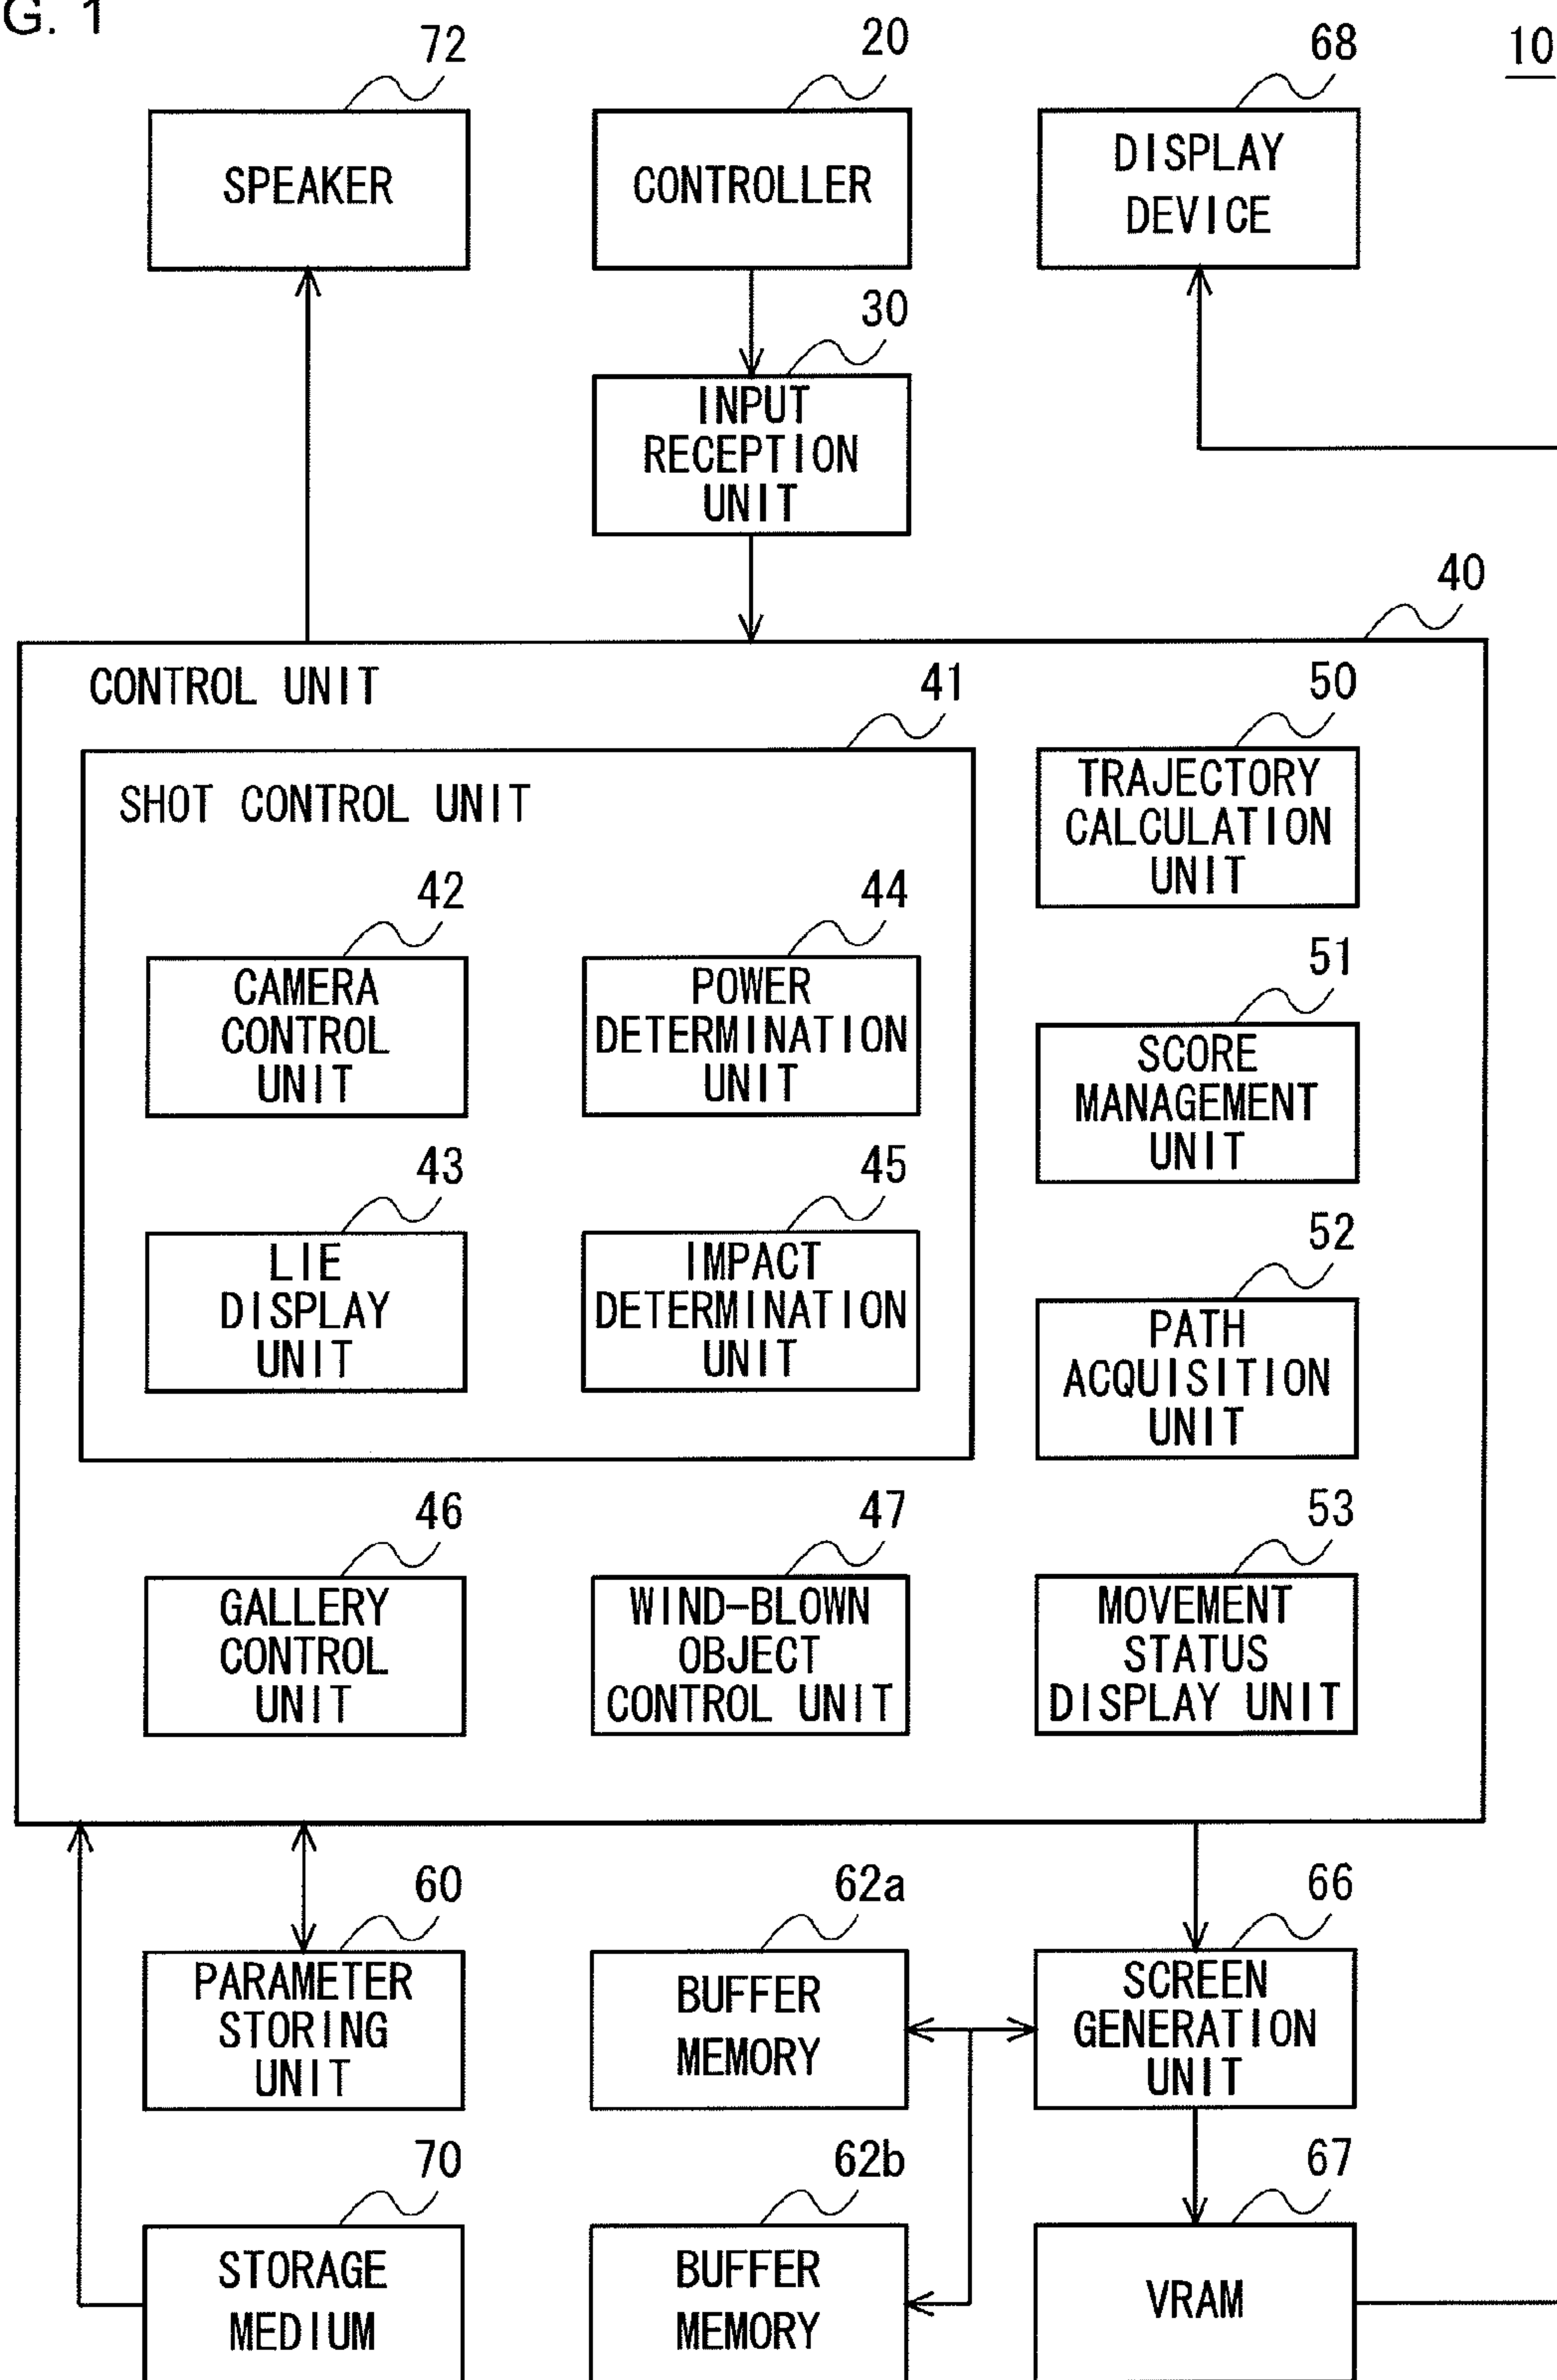 G. 1
72
20
68
10
SPEAKER
CONTROLLER
DISPLAY
DEVICE
30
INPUT
RECEPTION
UNIT
40
CONTROL UNIT
41
50
SHOT CONTROL UNIT
TRAJECTORY
CALCULATION
UNIT
42
44
CAMERA
CONTROL
UNIT
POWER
DETERMINATION
UNIT
51
SCORE
MANAGEMENT
UNIT
43
45
LIE
DISPLAY
UNIT
IMPACT
DETERMINATION
UNIT
52
PATH
ACQUISITION
UNIT
46
47
53
GALLERY
CONTROL
UNIT
WIND-BLOWN
OBJECT
CONTROL UNIT
MOVEMENT
STATUS
DISPLAY UNIT
60
62a
66
PARAMETER
STORING
UNIT
BUFFER
MEMORY
SCREEN
GENERATION
UNIT
70
62b
67
STORAGE
MEDIUM
BUFFER
MEMORY
VRAM